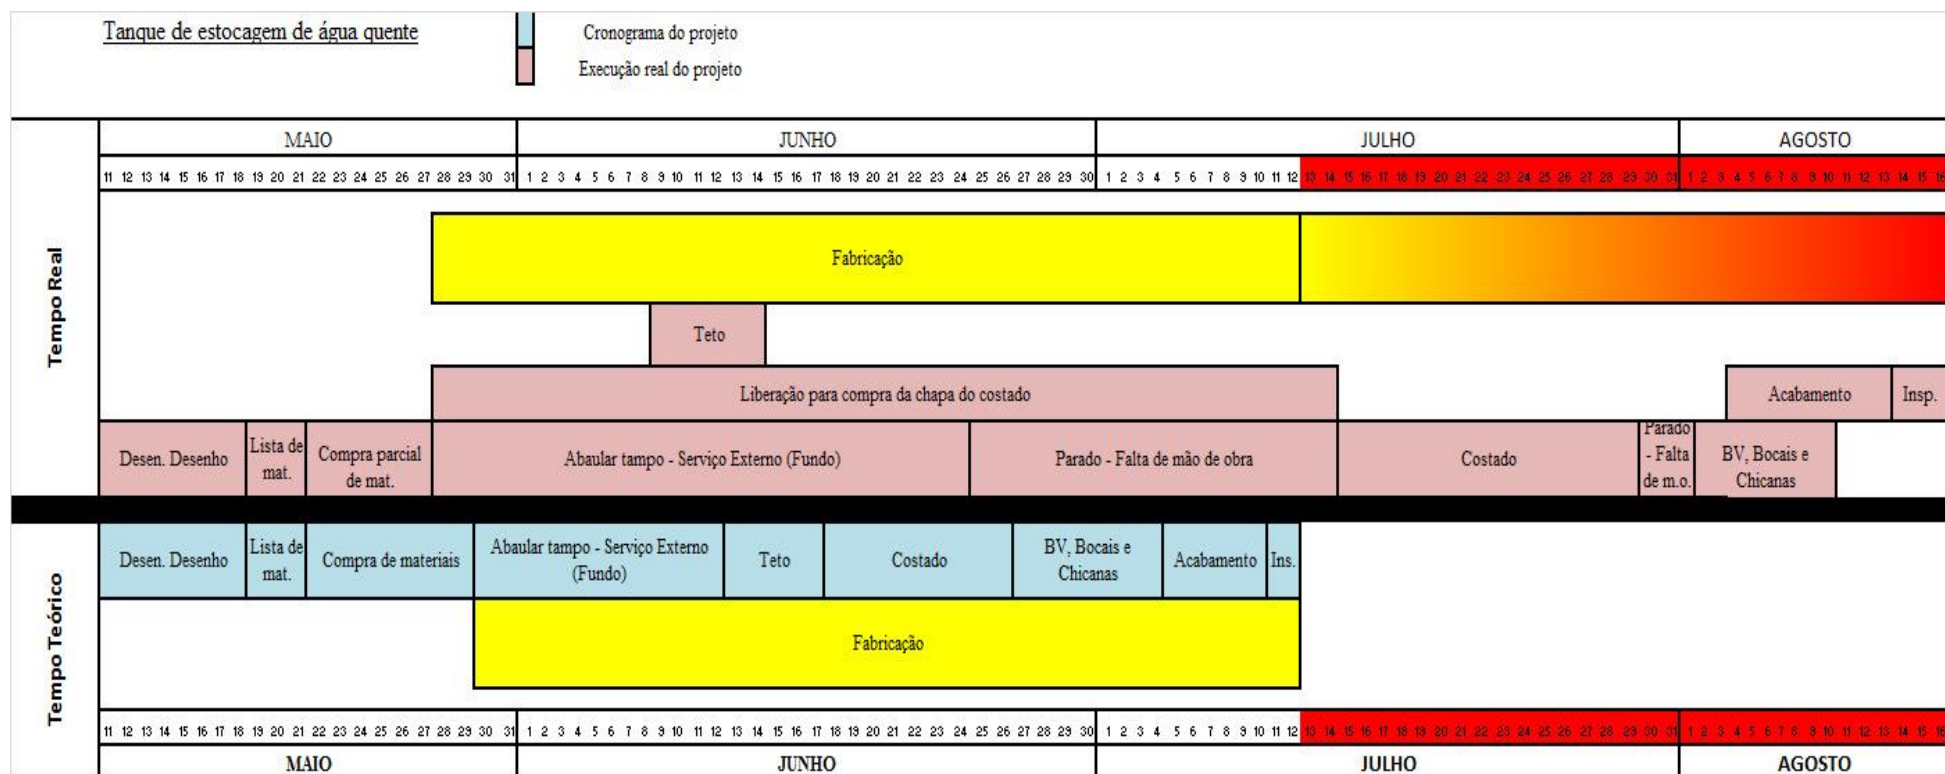 Tanque de estocagem de água quente
Cronograma do projeto
Execução real do projeto
MAIO JUNHO JULHO AGOSTO
11 12 13 14 15 16 17 18 19 20 21 22 23 24 25 26 27 28 29 30 31 1 2 3 4 5 6 7 8 9 10 11 12 13 14 15 16 17 18 19 20 21 22 23 24 25 26 27 28 29 30 1 2 3 4 5 6 7 8 9 10 11 12 13 14 15 16 17 18 19 20 21 22 23 24 25 26 27 28 29 30 31 1 2 3 4 5 6 7 8 9 10 11 12 13 14 15 16
Tempo Real
Fabricação
Teto
Liberação para compra da chapa do costado
Acabamento
Insp.
Desen. Desenho
Lista de
mat.
Compra parcial
de mat.
Abaular tampo - Serviço Externo (Fundo)
Parado - Falta de mão de obra
Costado
Parado
- Falta
de m.o.
BV, Bocais e
Chicanas
Tempo Teórico
Desen. Desenho
Lista de
mat.
Compra de materiais
Abaular tampo - Serviço Externo
(Fundo)
Teto
Costado
BV, Bocais e
Chicanas
Acabamento
Ins.
Fabricação
11 12 13 14 15 16 17 18 19 20 21 22 23 24 25 26 27 28 29 30 31 1 2 3 4 5 6 7 8 9 10 11 12 13 14 15 16 17 18 19 20 21 22 23 24 25 26 27 28 29 30 1 2 3 4 5 6 7 8 9 10 11 12 13 14 15 16 17 18 19 20 21 22 23 24 25 26 27 28 29 30 31 1 2 3 4 5 6 7 8 9 10 11 12 13 14 15 16
MAIO JUNHO JULHO AGOSTO